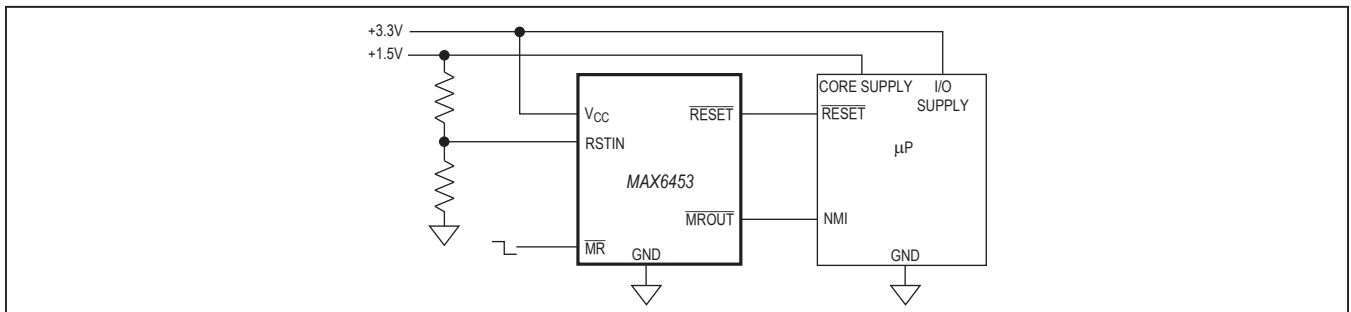 +3.3V
+1.5V
CORE SUPPLY
I/O
SUPPLY
VCC
RESET
RESET
RSTIN
µP
MAX6453
MROUT
NMI
MR
GND
GND